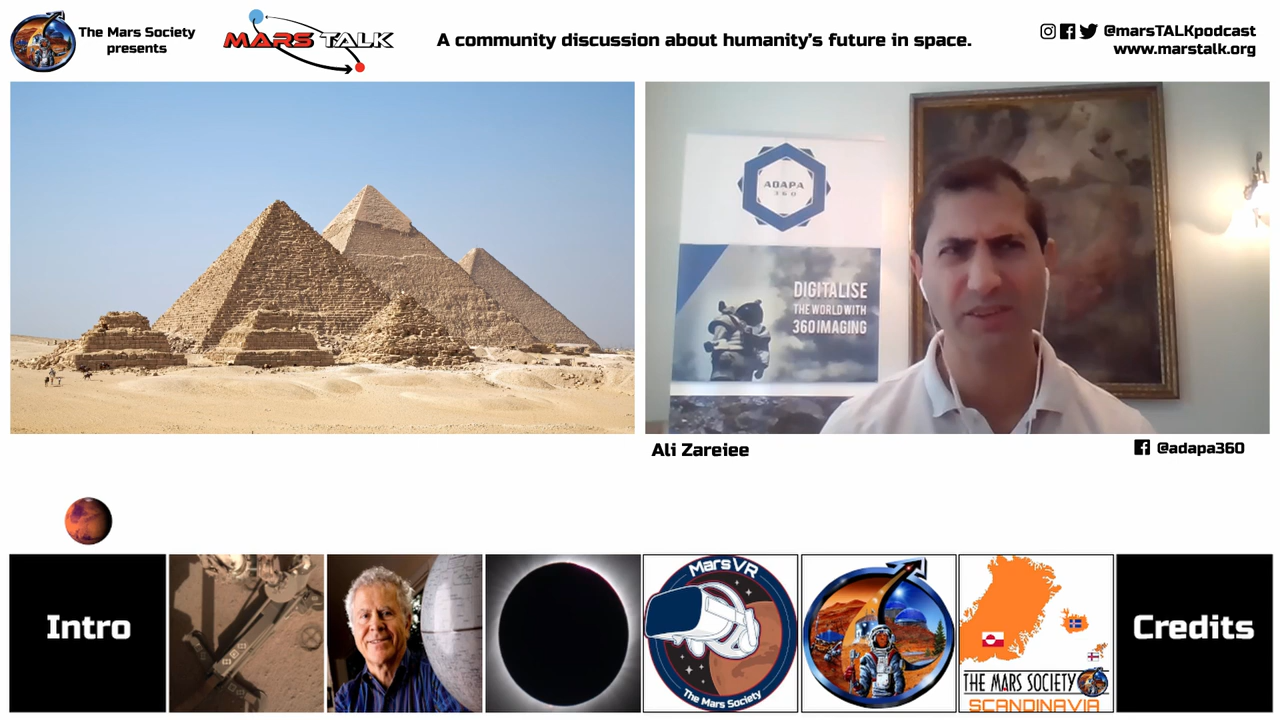 The Mars Society
presents
MARS TALK
A community discussion about humanity's future in space.
@marsTALKpodcast
www.marstalk.org
ADAPA
360
DIGITALISE
THE WORLD WITH
360 IMAGING
Ali Zareiee
@adapa360
Intro
MarsVR
The Mars Society
THE MARS SOCIETY
SCANDINAVIA
Credits